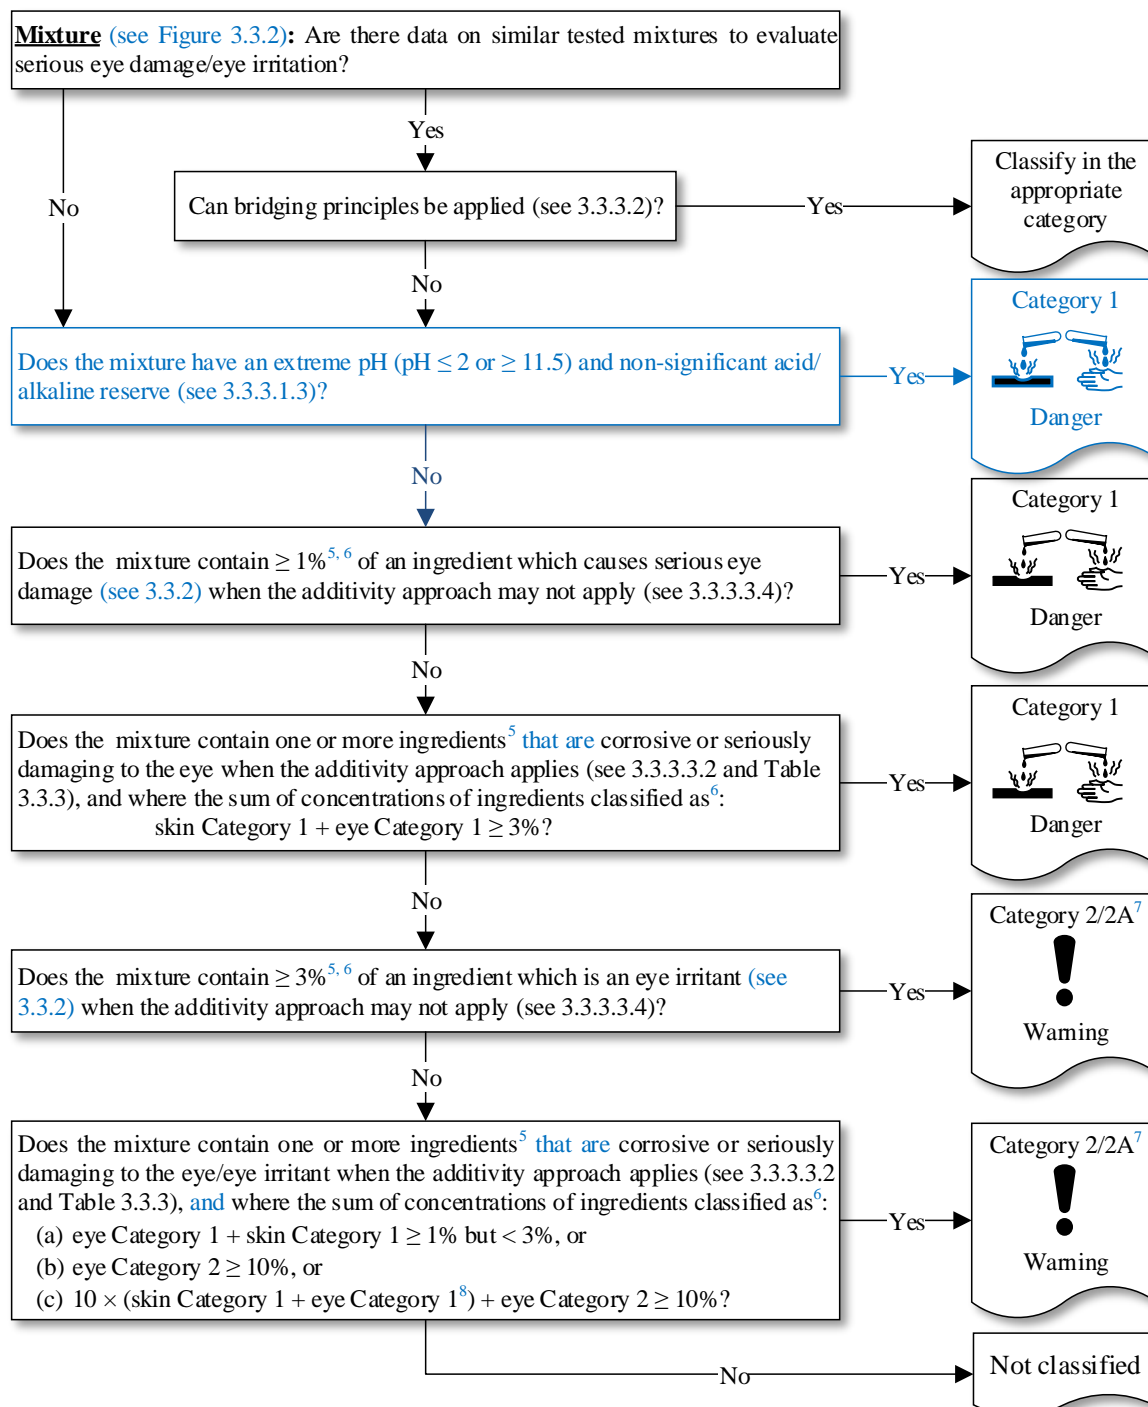 Mixture (see Figure 3.3.2): Are there data on similar tested mixtures to evaluate
serious eye damage/eye irritation?
Yes
No
Can bridging principles be applied (see 3.3.3.2)?
Yes
Classify in the
appropriate
category
No
Does the mixture have an extreme pH (pH ≤ 2 or ≥ 11.5) and non-significant acid/
alkaline reserve (see 3.3.3.1.3)?
Yes
Category 1
Danger
No
Does the mixture contain ≥ 1%5, 6 of an ingredient which causes serious eye
damage (see 3.3.2) when the additivity approach may not apply (see 3.3.3.3.4)?
Yes
Category 1
Danger
No
Does the mixture contain one or more ingredients5 that are corrosive or seriously
damaging to the eye when the additivity approach applies (see 3.3.3.3.2 and Table
3.3.3), and where the sum of concentrations of ingredients classified as6:
skin Category 1 + eye Category 1 ≥ 3%?
Yes
Category 1
Danger
No
Does the mixture contain ≥ 3%5, 6 of an ingredient which is an eye irritant (see
3.3.2) when the additivity approach may not apply (see 3.3.3.3.4)?
Yes
Category 2/2A7
Warning
No
Does the mixture contain one or more ingredients5 that are corrosive or seriously
damaging to the eye/eye irritant when the additivity approach applies (see 3.3.3.3.2
and Table 3.3.3), and where the sum of concentrations of ingredients classified as6:
(a) eye Category 1 + skin Category 1 ≥ 1% but < 3%, or
(b) eye Category 2 ≥ 10%, or
(c) 10 × (skin Category 1 + eye Category 18) + eye Category 2 ≥ 10%?
Yes
Category 2/2A7
Warning
No
Not classified